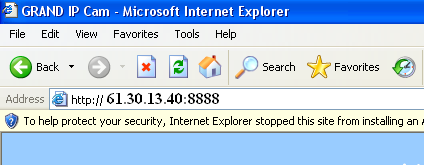 GRAND IP Cam - Microsoft Internet Explorer
File Edit View Favorites Tools Help
Back Search Favorites
Address http:// 61.30.13.40:8888
To help protect your security, Internet Explorer stopped this site from installing an A